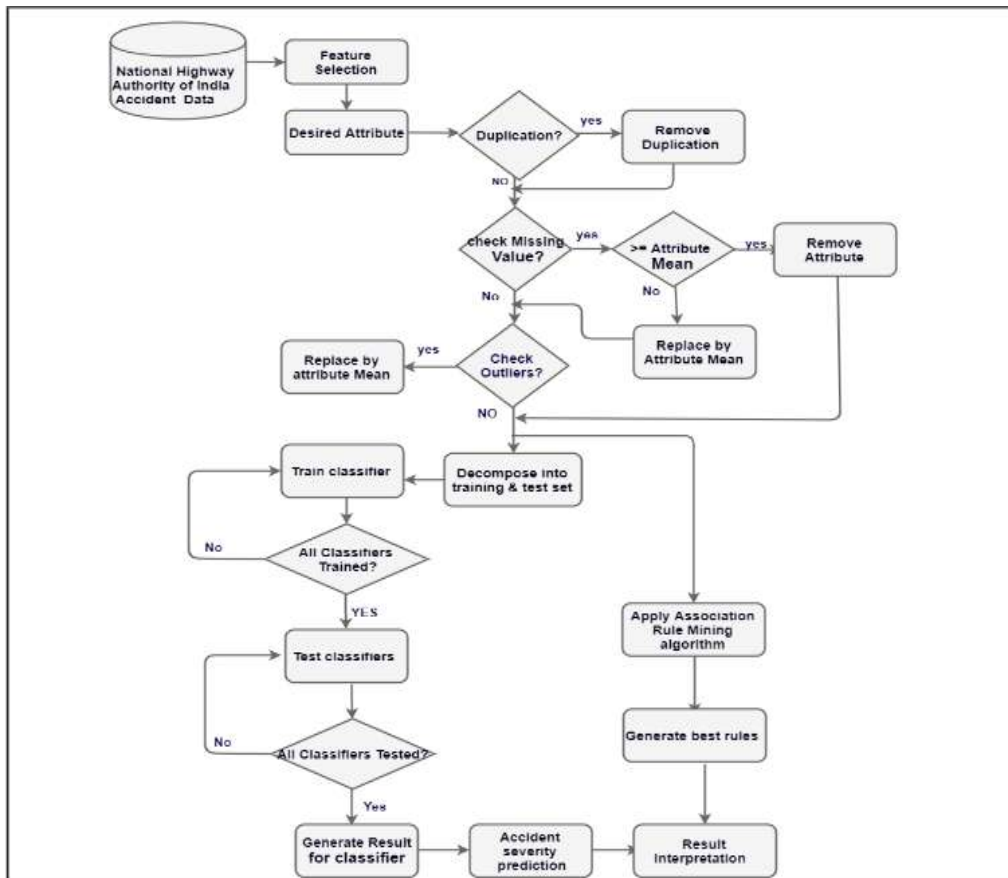 National Highway
Authority of India
Accident Data
Feature
Selection
Desired Attribute
Duplication?
yes
Remove
Duplication
NO
check Missing
Value?
yes
>= Attribute
Mean
yes
Remove
Attribute
No
No
Replace by
Attribute Mean
Replace by
attribute Mean
yes
Check
Outliers?
NO
Train classifier
Decompose into
training & test set
No
All Classifiers
Trained?
YES
Apply Association
Rule Mining
algorithm
Test classifiers
No
All Classifiers Tested?
Generate best rules
Yes
Generate Result
for classifier
Accident
severity
prediction
Result
Interpretation